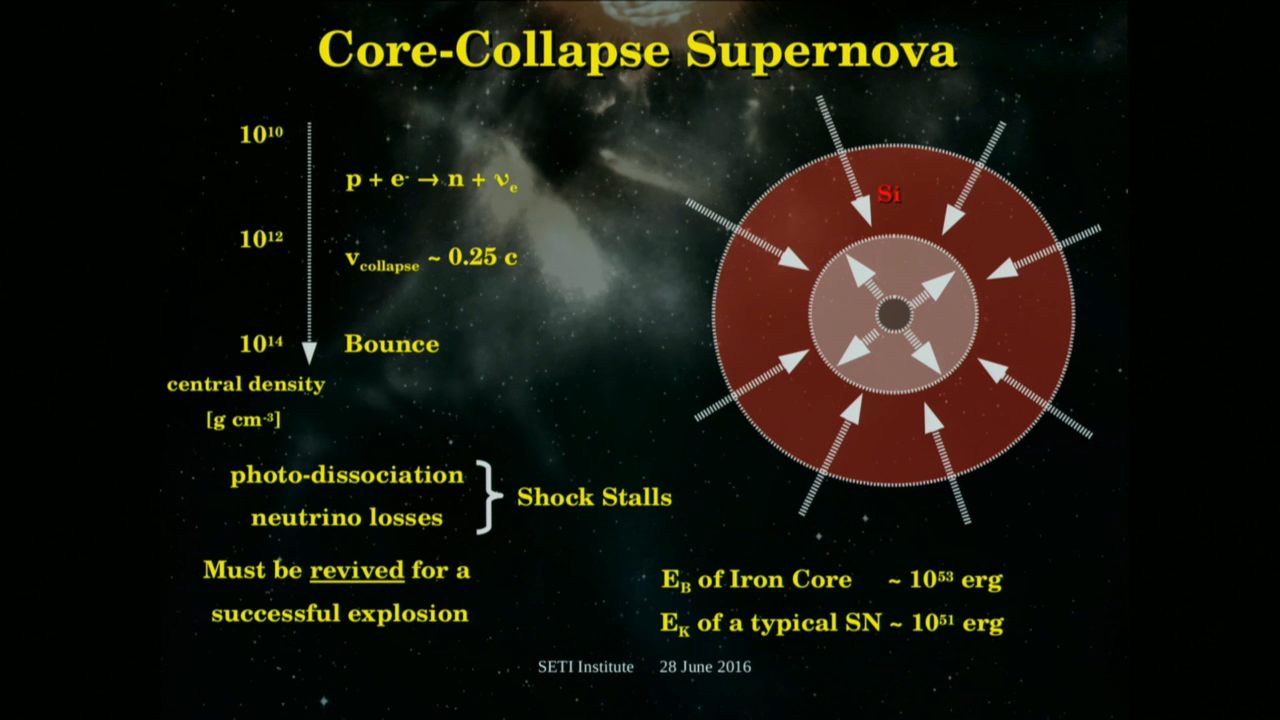 Core-Collapse Supernova
10¹⁰
p + e⁻ → n + νₑ
10¹²
v_collapse ~ 0.25 c
10¹⁴
Bounce
central density
[g cm⁻³]
Si
photo-dissociation
neutrino losses
Shock Stalls
Must be revived for a
successful explosion
E_B of Iron Core ~ 10⁵³ erg
E_K of a typical SN ~ 10⁵¹ erg
SETI Institute 28 June 2016